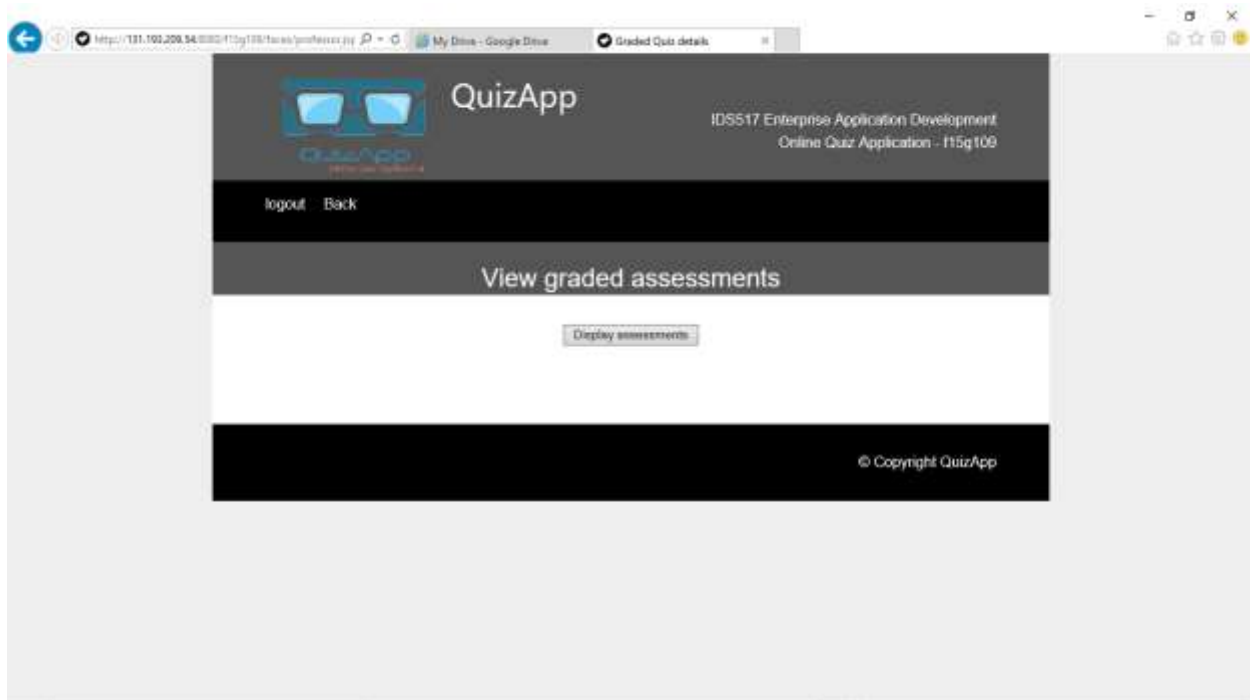 My Drive - Google Drive
Graded Quiz details
QuizApp
IDS517 Enterprise Application Development
Online Quiz Application - f15g109
QuizApp
logout Back
View graded assessments
Display assessments
© Copyright QuizApp